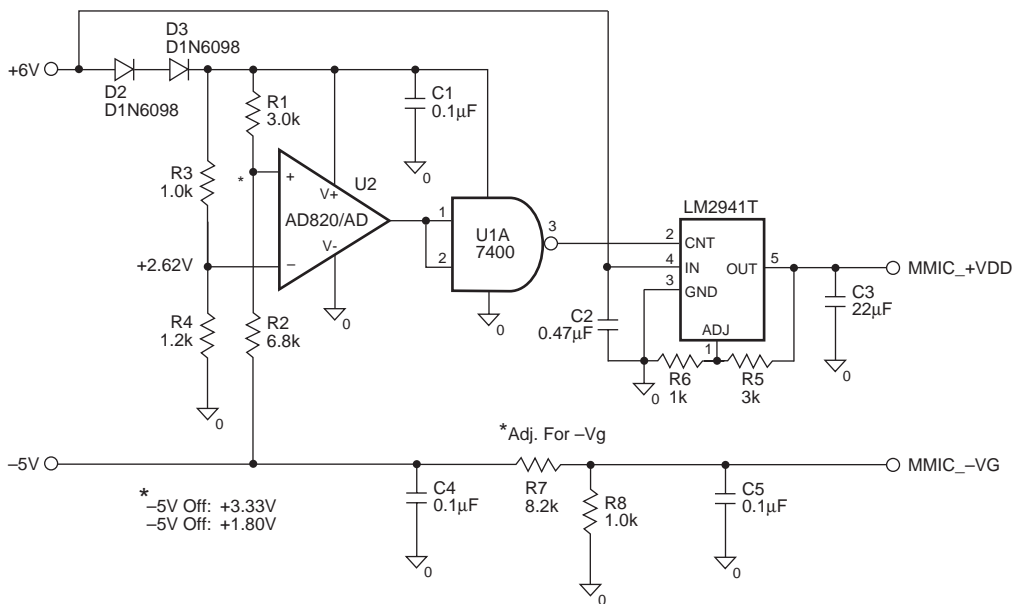 D3
D1N6098
+6V
D2
D1N6098
R1
3.0k
C1
0.1µF
0
R3
1.0k
*
+
V+
U2
AD820/AD
V-
–
+2.62V
0
1
2
3
U1A
7400
0
LM2941T
2
CNT
4
IN
3
GND
OUT
5
ADJ
1
MMIC_+VDD
C3
22µF
0
R4
1.2k
0
R2
6.8k
C2
0.47µF
0
R6
1k
R5
3k
*Adj. For –Vg
–5V
MMIC_–VG
*
–5V Off: +3.33V
–5V Off: +1.80V
C4
0.1µF
0
R7
8.2k
R8
1.0k
0
C5
0.1µF
0